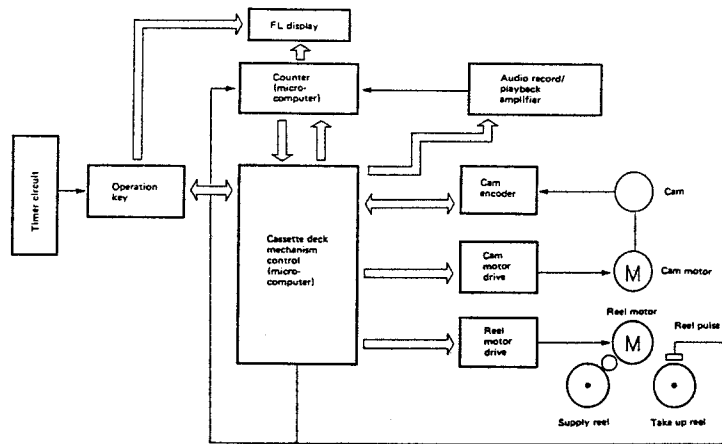 FL display
Counter
(micro-
computer)
Audio record/
playback
amplifier
Timer circuit
Operation
key
Cassette deck
mechanism
control
(micro-
computer)
Cam
encoder
Cam
Cam
motor
drive
M
Cam motor
Reel
motor
drive
Reel motor
M
Reel pulse
Supply reel
Take up reel